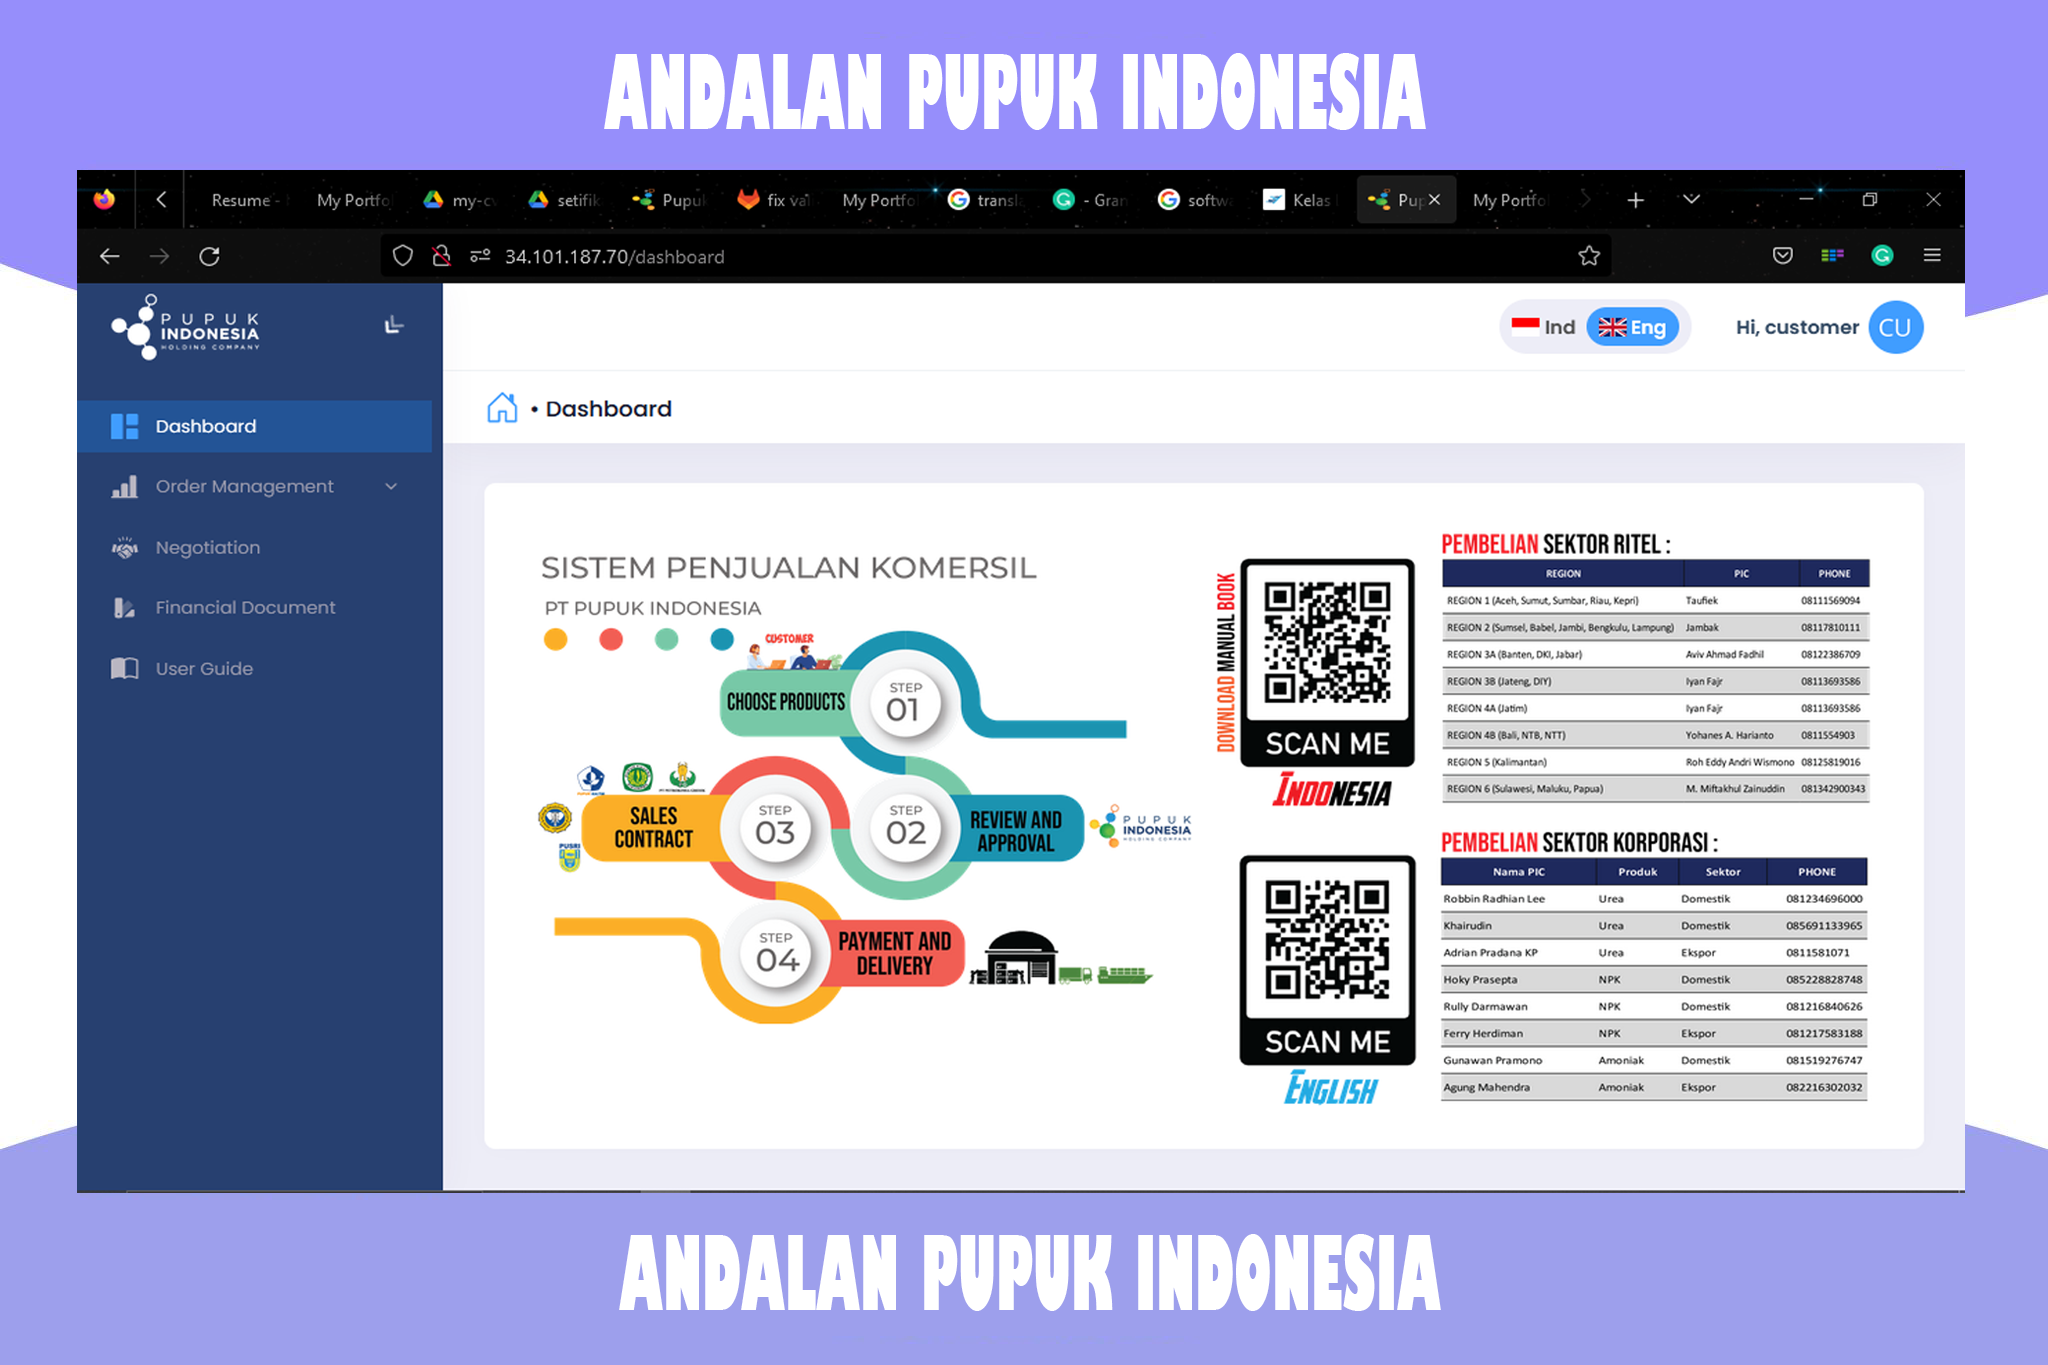 ANDALAN PUPUK INDONESIA
Resume -
My Portfo
my-cv
setifik
Pupuk
fix val
My Portfo
transla
- Gran
softw
Kelas
Pup
My Portfo
34.101.187.70/dashboard
PUPUK
INDONESIA
HOLDING COMPANY
Ind
Eng
Hi, customer
CU
• Dashboard
Dashboard
Order Management
Negotiation
Financial Document
User Guide
SISTEM PENJUALAN KOMERSIL
PT PUPUK INDONESIA
CUSTOMER
CHOOSE PRODUCTS
STEP
01
SALES
CONTRACT
PUSRI
STEP
03
STEP
02
REVIEW AND
APPROVAL
PUPUK
INDONESIA
HOLDING COMPANY
STEP
04
PAYMENT AND
DELIVERY
DOWNLOAD MANUAL BOOK
SCAN ME
INDONESIA
SCAN ME
ENGLISH
PEMBELIAN SEKTOR RITEL :
REGION PIC PHONE
REGION 1 (Aceh, Sumut, Sumbar, Riau, Kepri) Taufiek 08111569094
REGION 2 (Sumsel, Babel, Jambi, Bengkulu, Lampung) Jambak 08117810111
REGION 3A (Banten, DKI, Jabar) Aviv Ahmad Fadhil 08122386709
REGION 3B (Jateng, DIY) Iyan Fajr 08113693586
REGION 4A (Jatim) Iyan Fajr 08113693586
REGION 4B (Bali, NTB, NTT) Yohanes A. Harianto 0811554903
REGION 5 (Kalimantan) Roh Eddy Andri Wismono 08125819016
REGION 6 (Sulawesi, Maluku, Papua) M. Miftakhul Zainuddin 081342900343
PEMBELIAN SEKTOR KORPORASI :
Nama PIC Produk Sektor PHONE
Robbin Radhian Lee Urea Domestik 081234696000
Khairudin Urea Domestik 085691133965
Adrian Pradana KP Urea Ekspor 0811581071
Hoky Prasepta NPK Domestik 085228828748
Rully Darmawan NPK Domestik 081216840626
Ferry Herdiman NPK Ekspor 081217583188
Gunawan Pramono Amoniak Domestik 081519276747
Agung Mahendra Amoniak Ekspor 082216302032
ANDALAN PUPUK INDONESIA